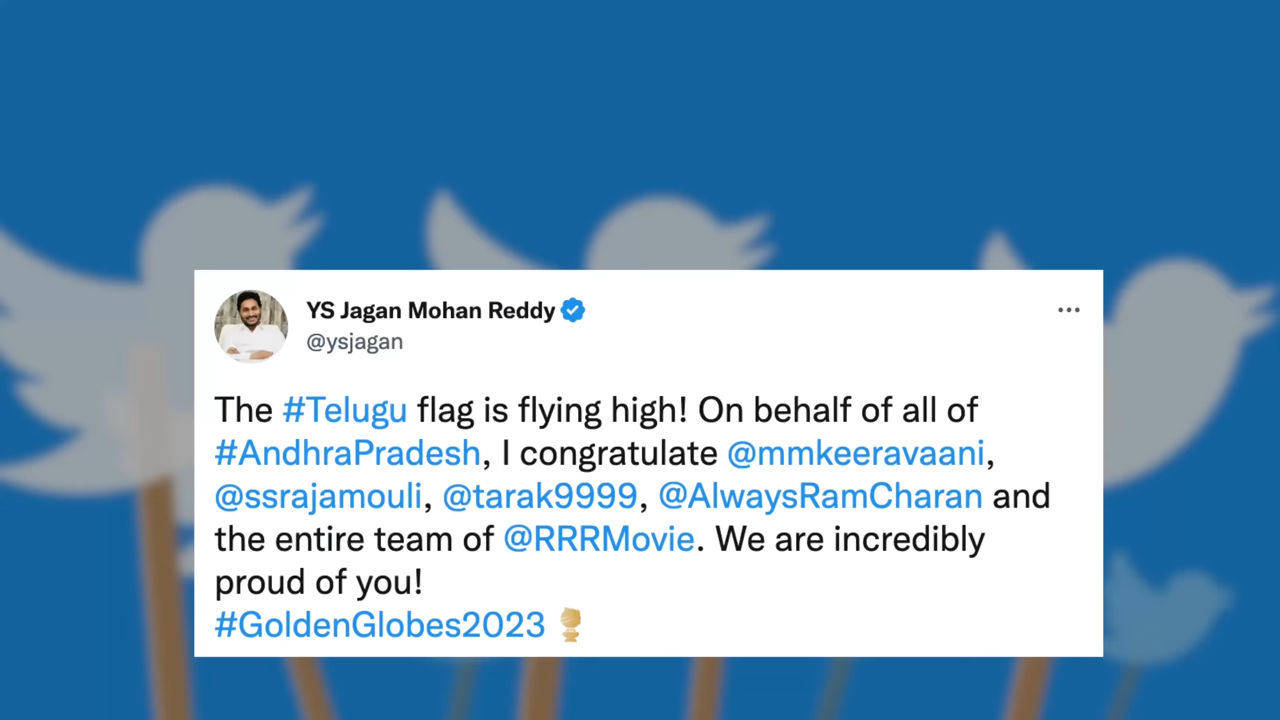 YS Jagan Mohan Reddy
@ysjagan
The #Telugu flag is flying high! On behalf of all of
#AndhraPradesh, I congratulate @mmkeeravaani,
@ssrajamouli, @tarak9999, @AlwaysRamCharan and
the entire team of @RRRMovie. We are incredibly
proud of you!
#GoldenGlobes2023